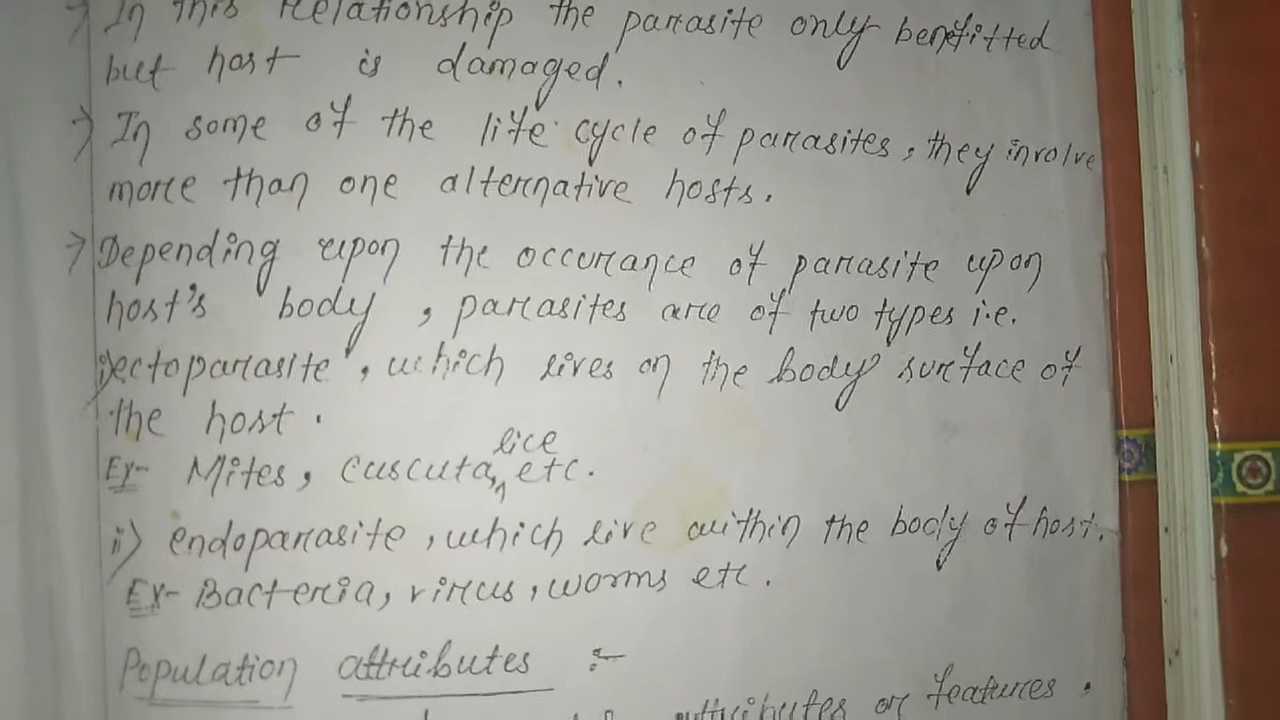 → In this relationship the parasite only benefitted
but host is damaged.
→ In some of the life cycle of parasites, they involve
more than one alternative hosts.
→ Depending upon the occurance of parasite upon
host's body, parasites are of two types i.e.
i) ectoparasite, which lives on the body surface of
the host.
Ex- Mites, Cuscuta, lice etc.
ii) endoparasite, which live within the body of host.
Ex- Bacteria, virus, worms etc.
Population attributes :-
attributes or features.